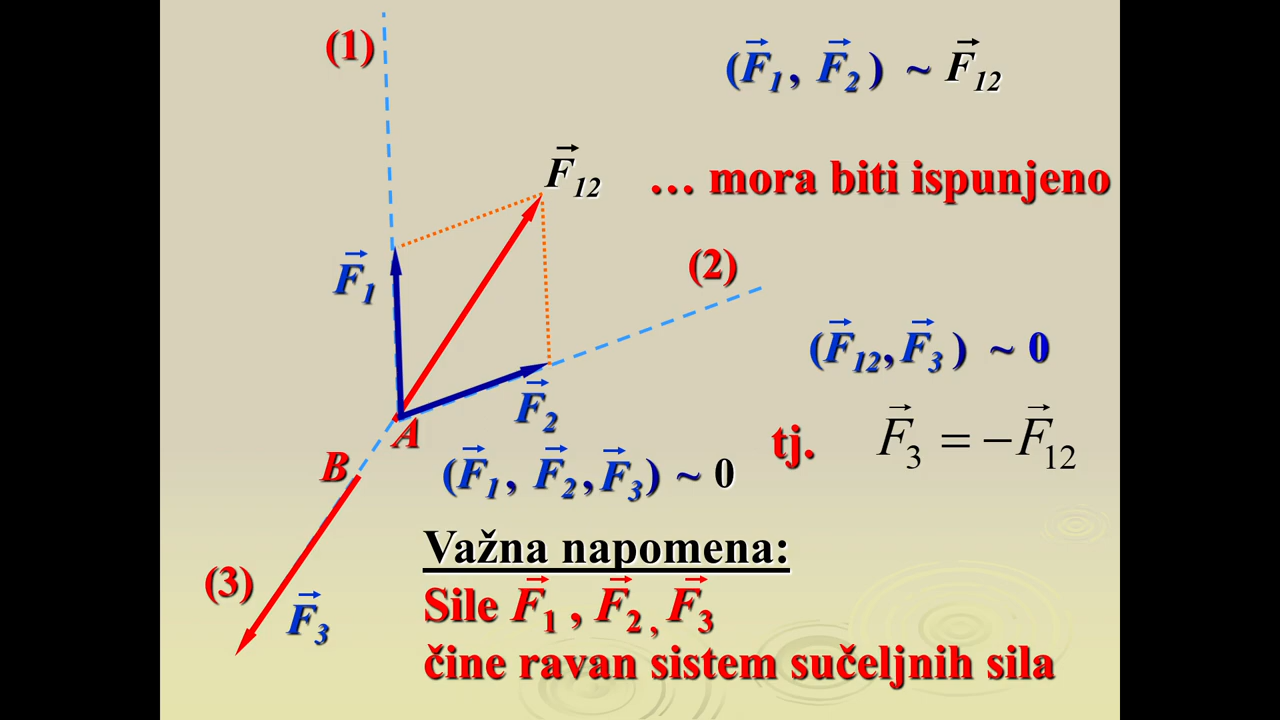 (1)
(F⃗1, F⃗2) ~ F⃗12
F⃗12
… mora biti ispunjeno
(2)
F⃗1
(F⃗12, F⃗3) ~ 0
F⃗2
A
tj. F⃗3 = −F⃗12
B
(F⃗1, F⃗2, F⃗3) ~ 0
Važna napomena:
(3)
Sile F⃗1, F⃗2, F⃗3
F⃗3
čine ravan sistem sučeljnih sila